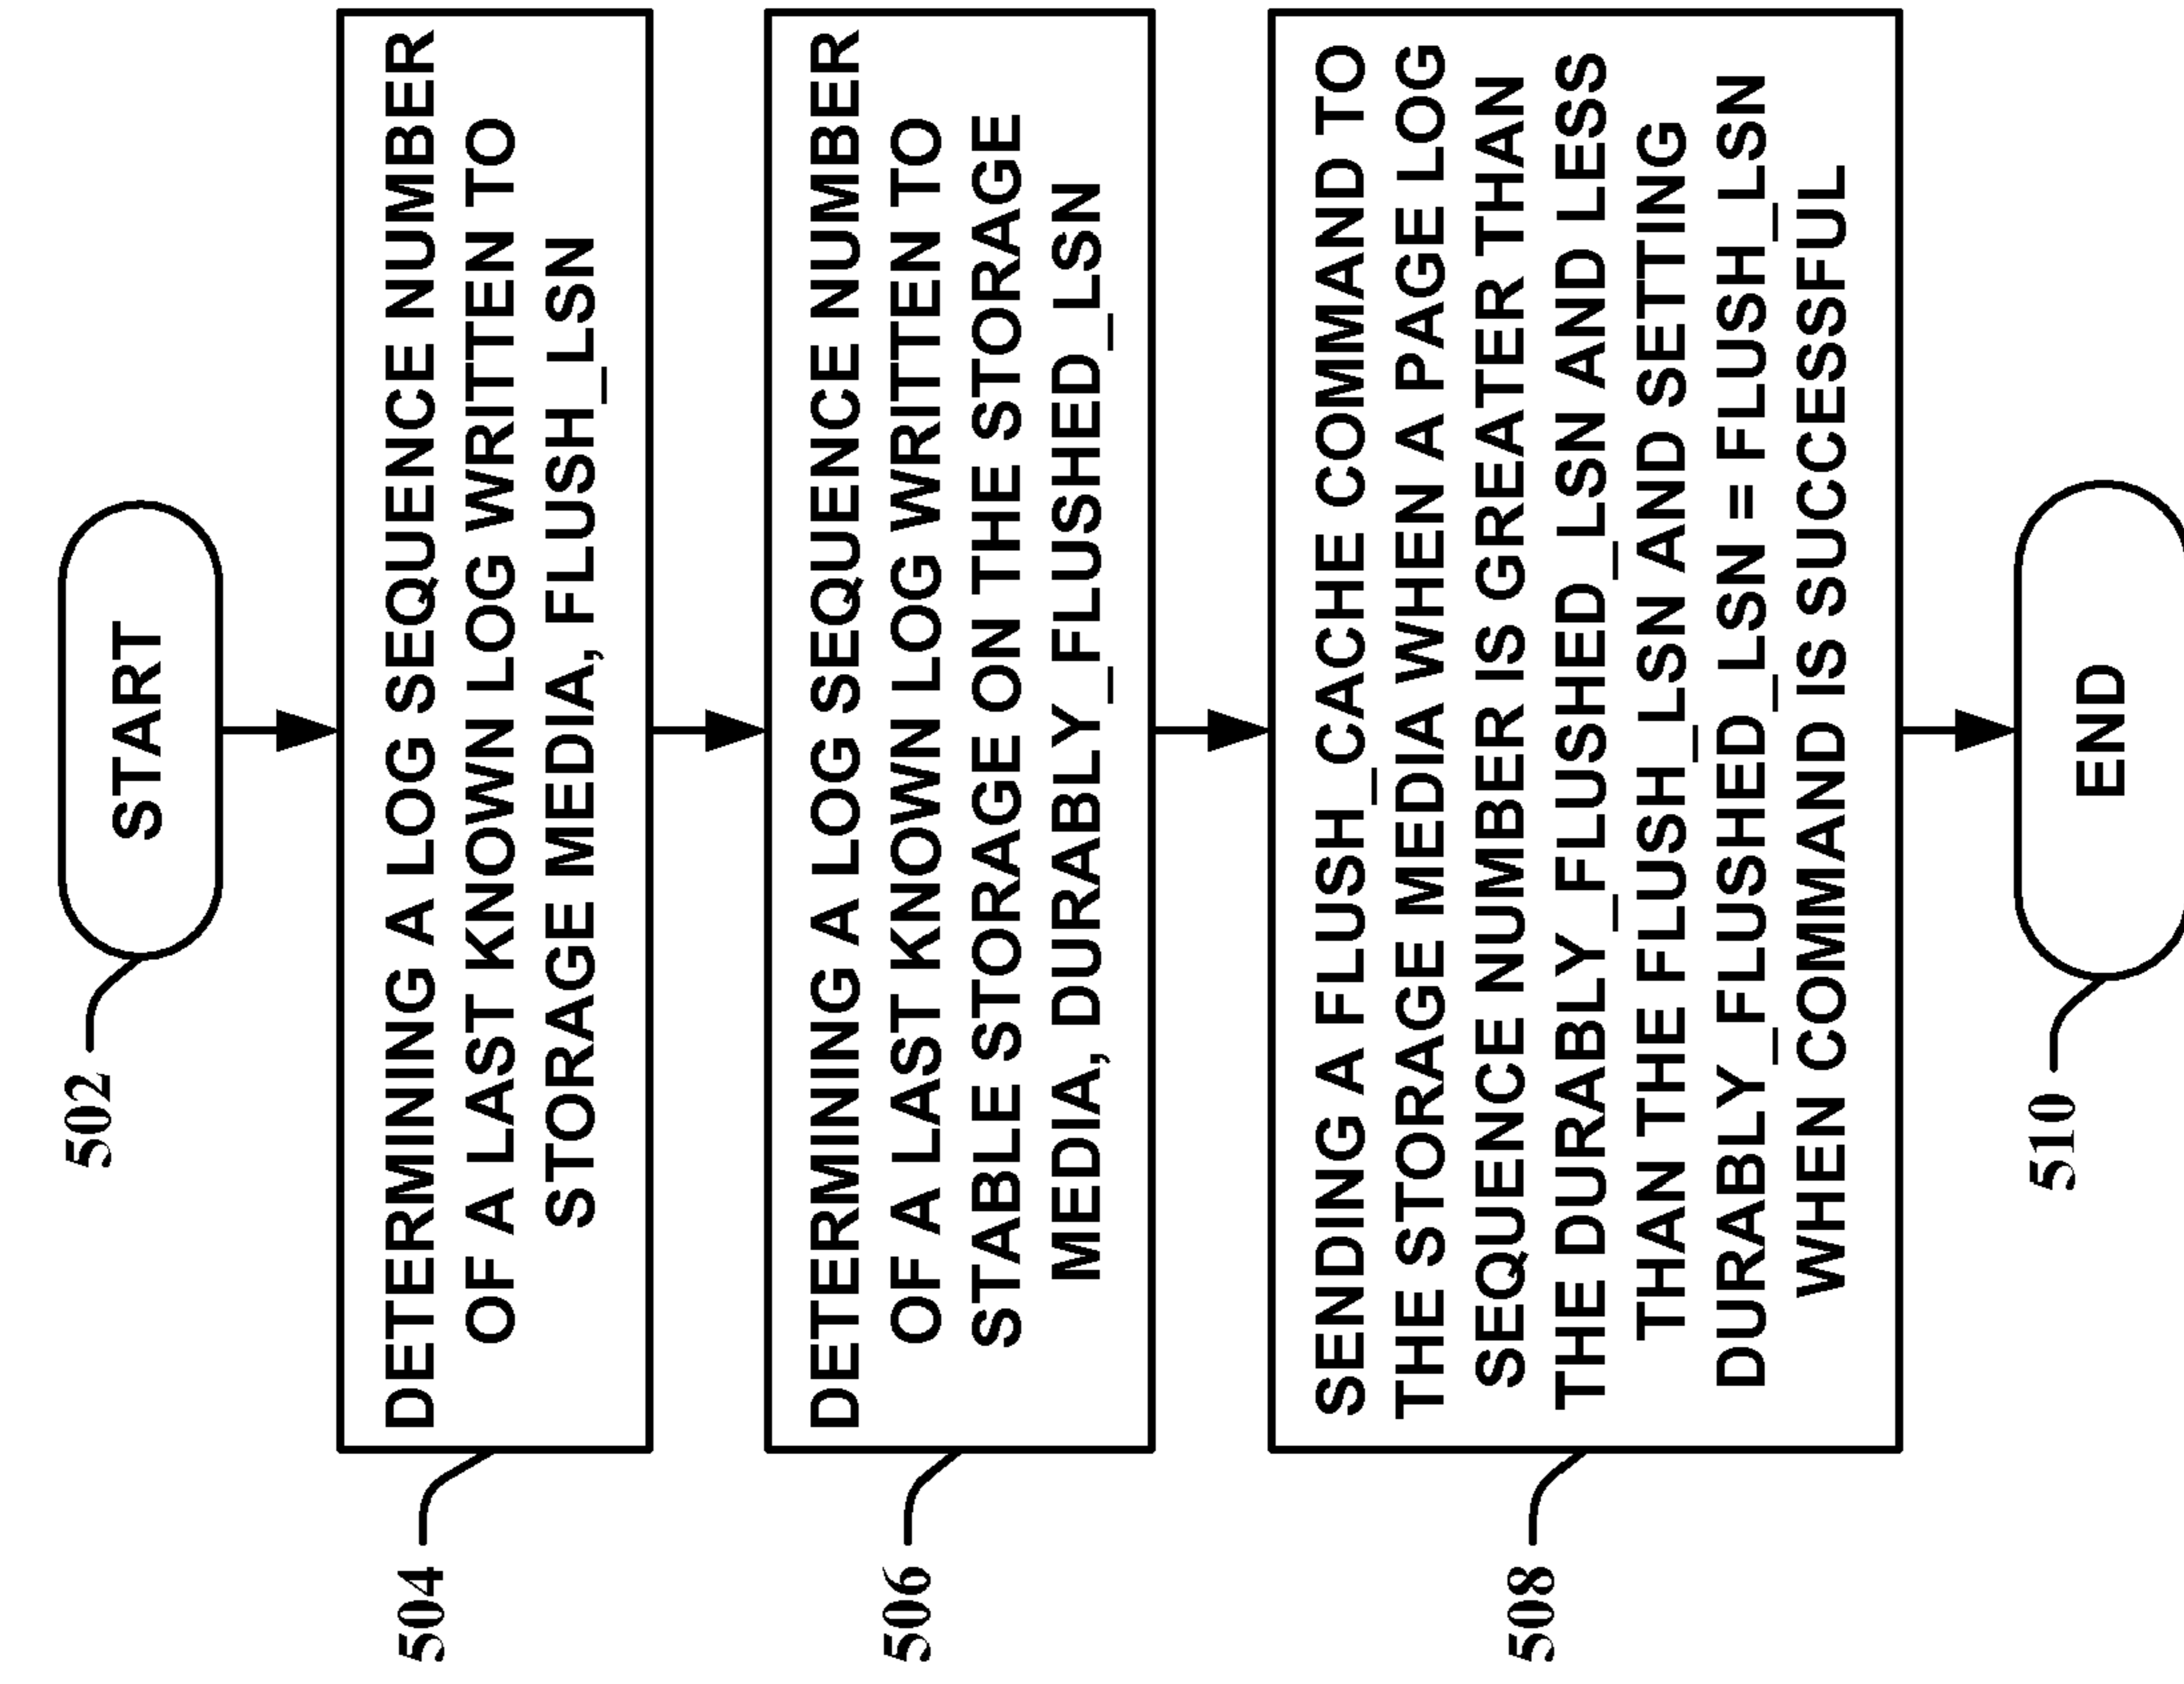 START
502
DETERMINING A LOG SEQUENCE NUMBER
OF A LAST KNOWN LOG WRITTEN TO
STORAGE MEDIA, FLUSH_LSN
504
DETERMINING A LOG SEQUENCE NUMBER
OF A LAST KNOWN LOG WRITTEN TO
STABLE STORAGE ON THE STORAGE
MEDIA, DURABLY_FLUSHED_LSN
506
SENDING A FLUSH_CACHE COMMAND TO
THE STORAGE MEDIA WHEN A PAGE LOG
SEQUENCE NUMBER IS GREATER THAN
THE DURABLY_FLUSHED_LSN AND LESS
THAN THE FLUSH_LSN AND SETTING
DURABLY_FLUSHED_LSN = FLUSH_LSN
WHEN COMMAND IS SUCCESSFUL
508
END
510